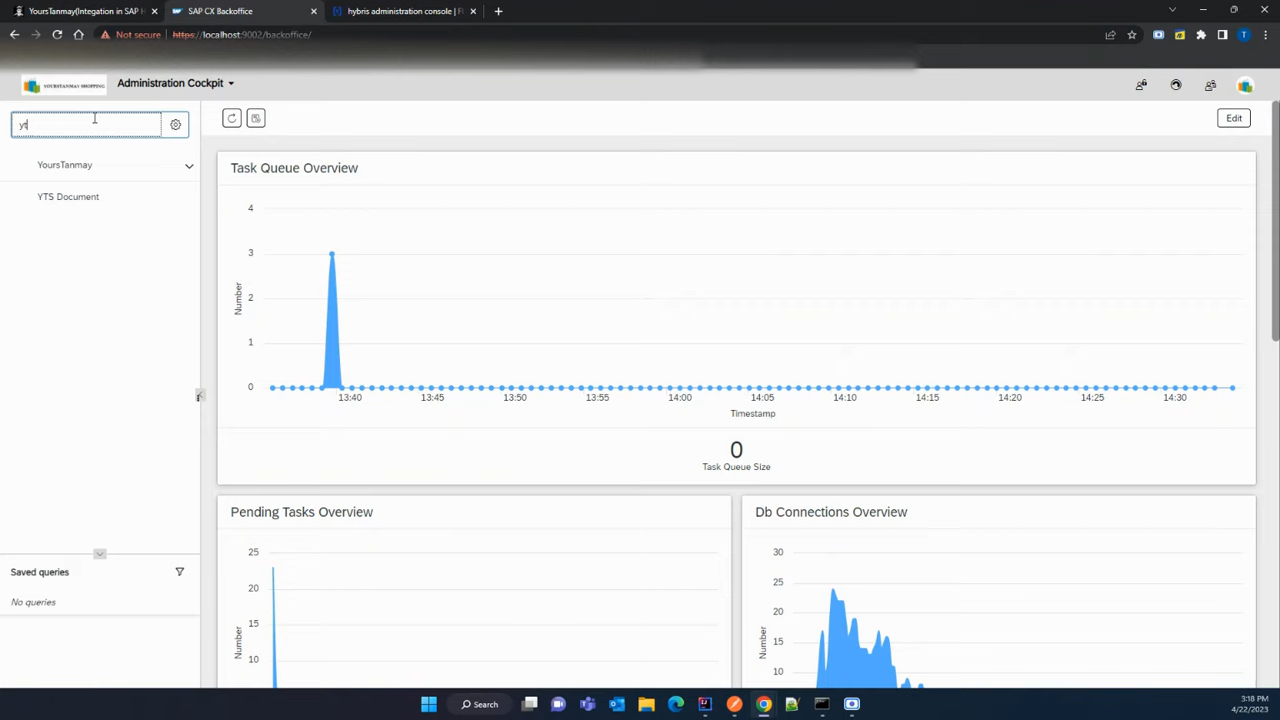 YoursTanmay(Integation in SAP H
SAP CX Backoffice
hybris administration console | F
Not secure
https://localhost:9002/backoffice/
T
YOURSTANMAY SHOPPING
Administration Cockpit
yt
YoursTanmay
YTS Document
Edit
Task Queue Overview
4
3
2
1
0
Number
13:40 13:45 13:50 13:55 14:00 14:05 14:10 14:15 14:20 14:25 14:30
Timestamp
0
Task Queue Size
Pending Tasks Overview
25
20
15
10
Number
Db Connections Overview
30
25
20
15
10
Number
Saved queries
No queries
Search
3:18 PM
4/22/2023